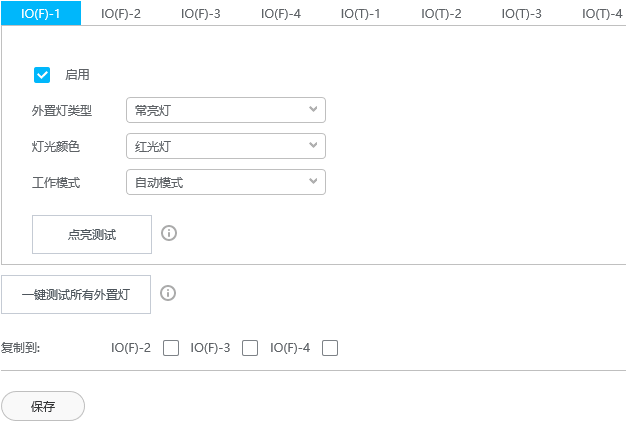 IO(F)-1 IO(F)-2 IO(F)-3 IO(F)-4 IO(T)-1 IO(T)-2 IO(T)-3 IO(T)-4
启用
外置灯类型 常亮灯
灯光颜色 红光灯
工作模式 自动模式
点亮测试
一键测试所有外置灯
复制到: IO(F)-2 IO(F)-3 IO(F)-4
保存